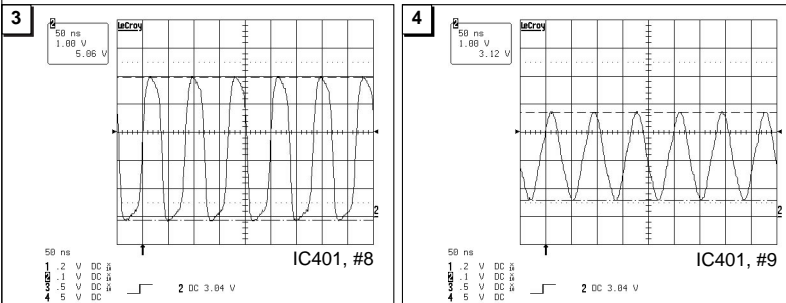 3
2
50 ns
1.00 V
5.06 V
LeCroy
2
IC401, #8
50 ns
1 .2 V DC
2 .1 V DC
3 .5 V DC
4 5 V DC
2 DC 3.04 V
4
2
50 ns
1.00 V
3.12 V
LeCroy
2
IC401, #9
50 ns
1 .2 V DC
2 .1 V DC
3 .5 V DC
4 5 V DC
2 DC 3.04 V